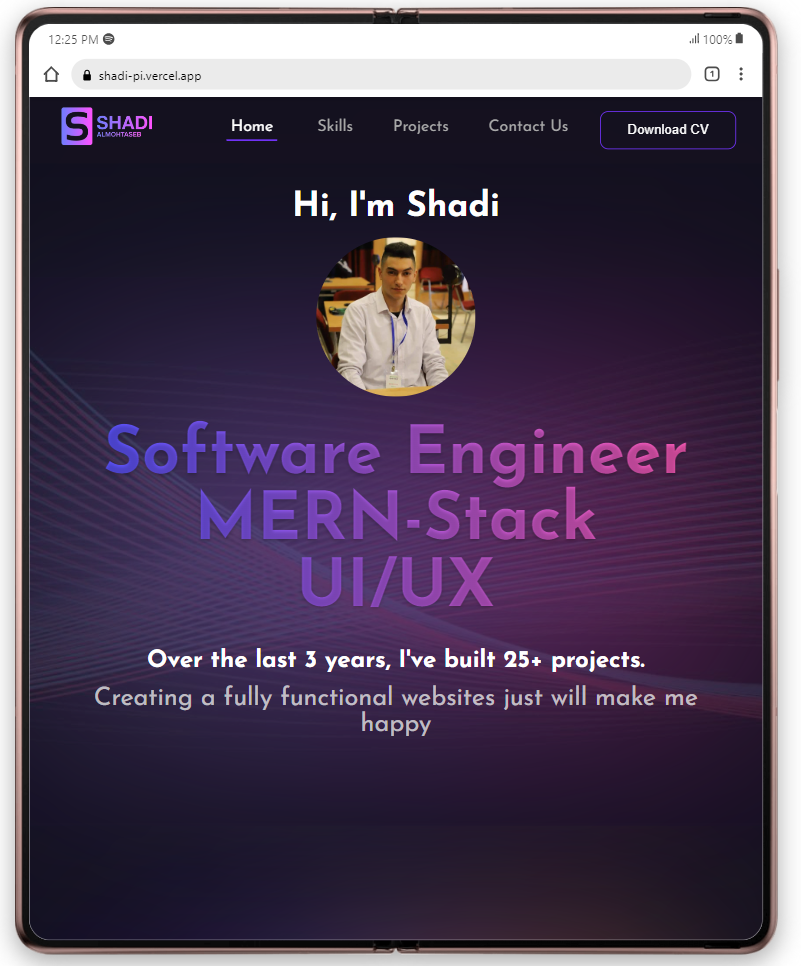 12:25 PM
100%
shadi-pi.vercel.app
1
S SHADI
ALMOHTASEB
Home
Skills
Projects
Contact Us
Download CV
Hi, I'm Shadi
Software Engineer
MERN-Stack
UI/UX
Over the last 3 years, I've built 25+ projects.
Creating a fully functional websites just will make me
happy